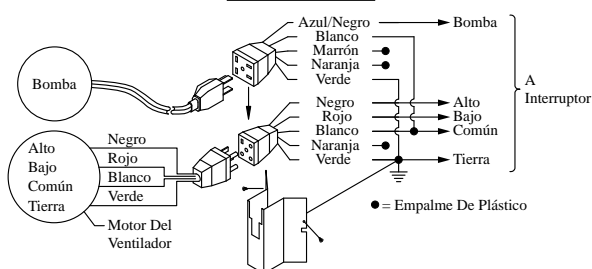 Azul/Negro
Bomba
Blanco
Marrón
Naranja
Verde
Bomba
A
Interruptor
Negro
Alto
Rojo
Bajo
Blanco
Común
Naranja
Verde
Tierra
Alto
Bajo
Común
Tierra
Negro
Rojo
Blanco
Verde
Motor Del
Ventilador
= Empalme De Plástico